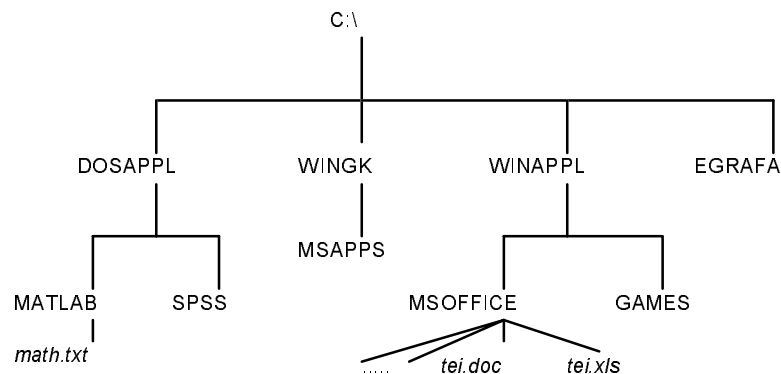 C:\
DOSAPPL WINGK WINAPPL EGRAFA
MSAPPS
MATLAB SPSS MSOFFICE GAMES
math.txt ..... tei.doc tei.xls